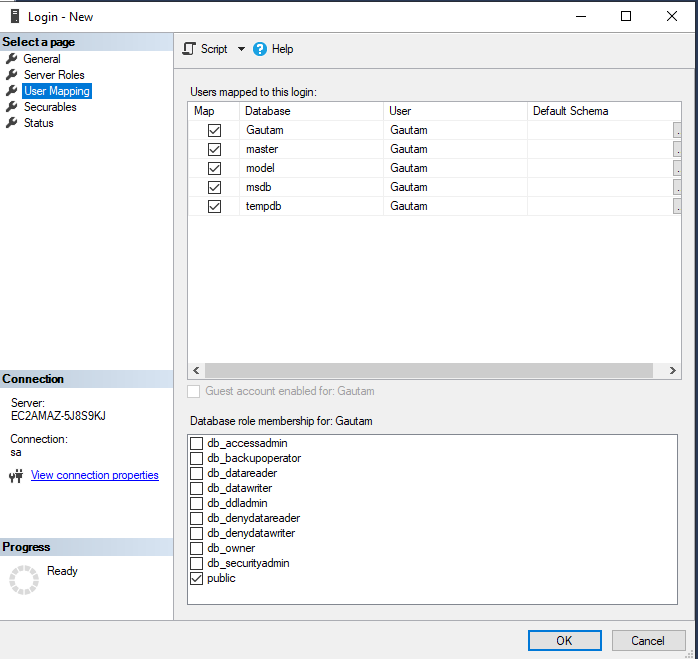 Login - New
Select a page
General
Server Roles
User Mapping
Securables
Status
Script Help
Users mapped to this login:
Map Database User Default Schema
Gautam Gautam
master Gautam
model Gautam
msdb Gautam
tempdb Gautam
Guest account enabled for: Gautam
Database role membership for: Gautam
db_accessadmin
db_backupoperator
db_datareader
db_datawriter
db_ddladmin
db_denydatareader
db_denydatawriter
db_owner
db_securityadmin
public
Connection
Server:
EC2AMAZ-5J8S9KJ
Connection:
sa
View connection properties
Progress
Ready
OK Cancel